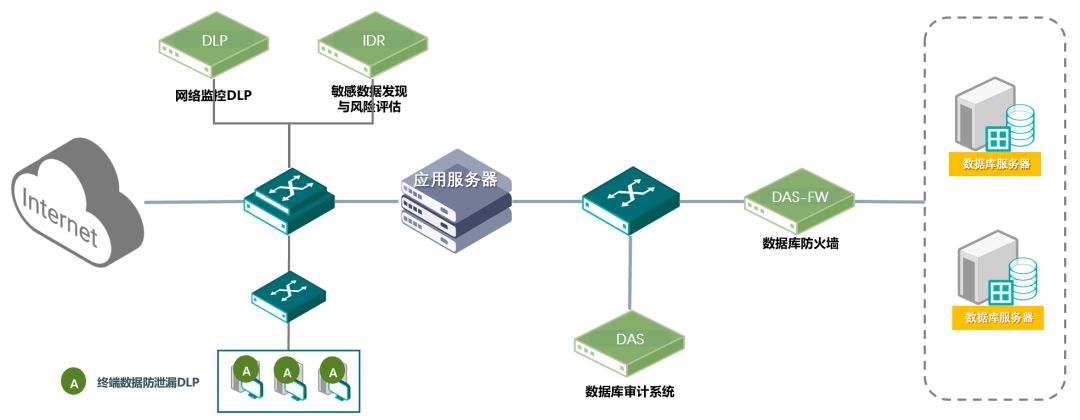 DLP
IDR
网络监控DLP
敏感数据发现
与风险评估
数据库服务器
Internet
应用服务器
DAS-FW
数据库防火墙
数据库服务器
DAS
数据库审计系统
A
终端数据防泄漏DLP
A
A
A